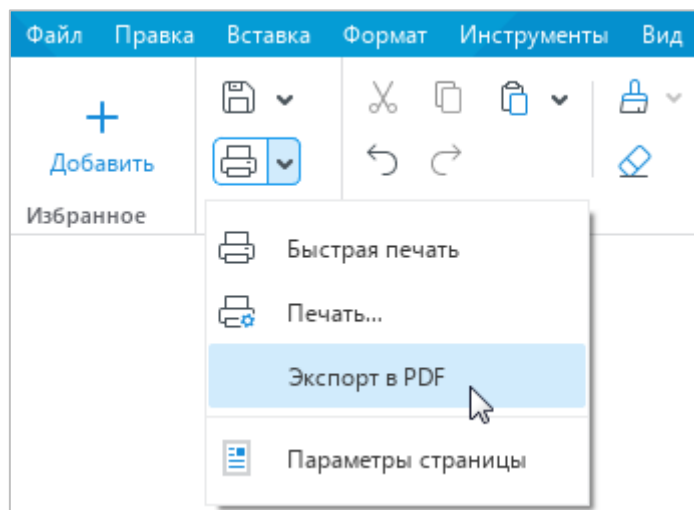 Файл Правка Вставка Формат Инструменты Вид
Добавить
Избранное
Быстрая печать
Печать...
Экспорт в PDF
Параметры страницы